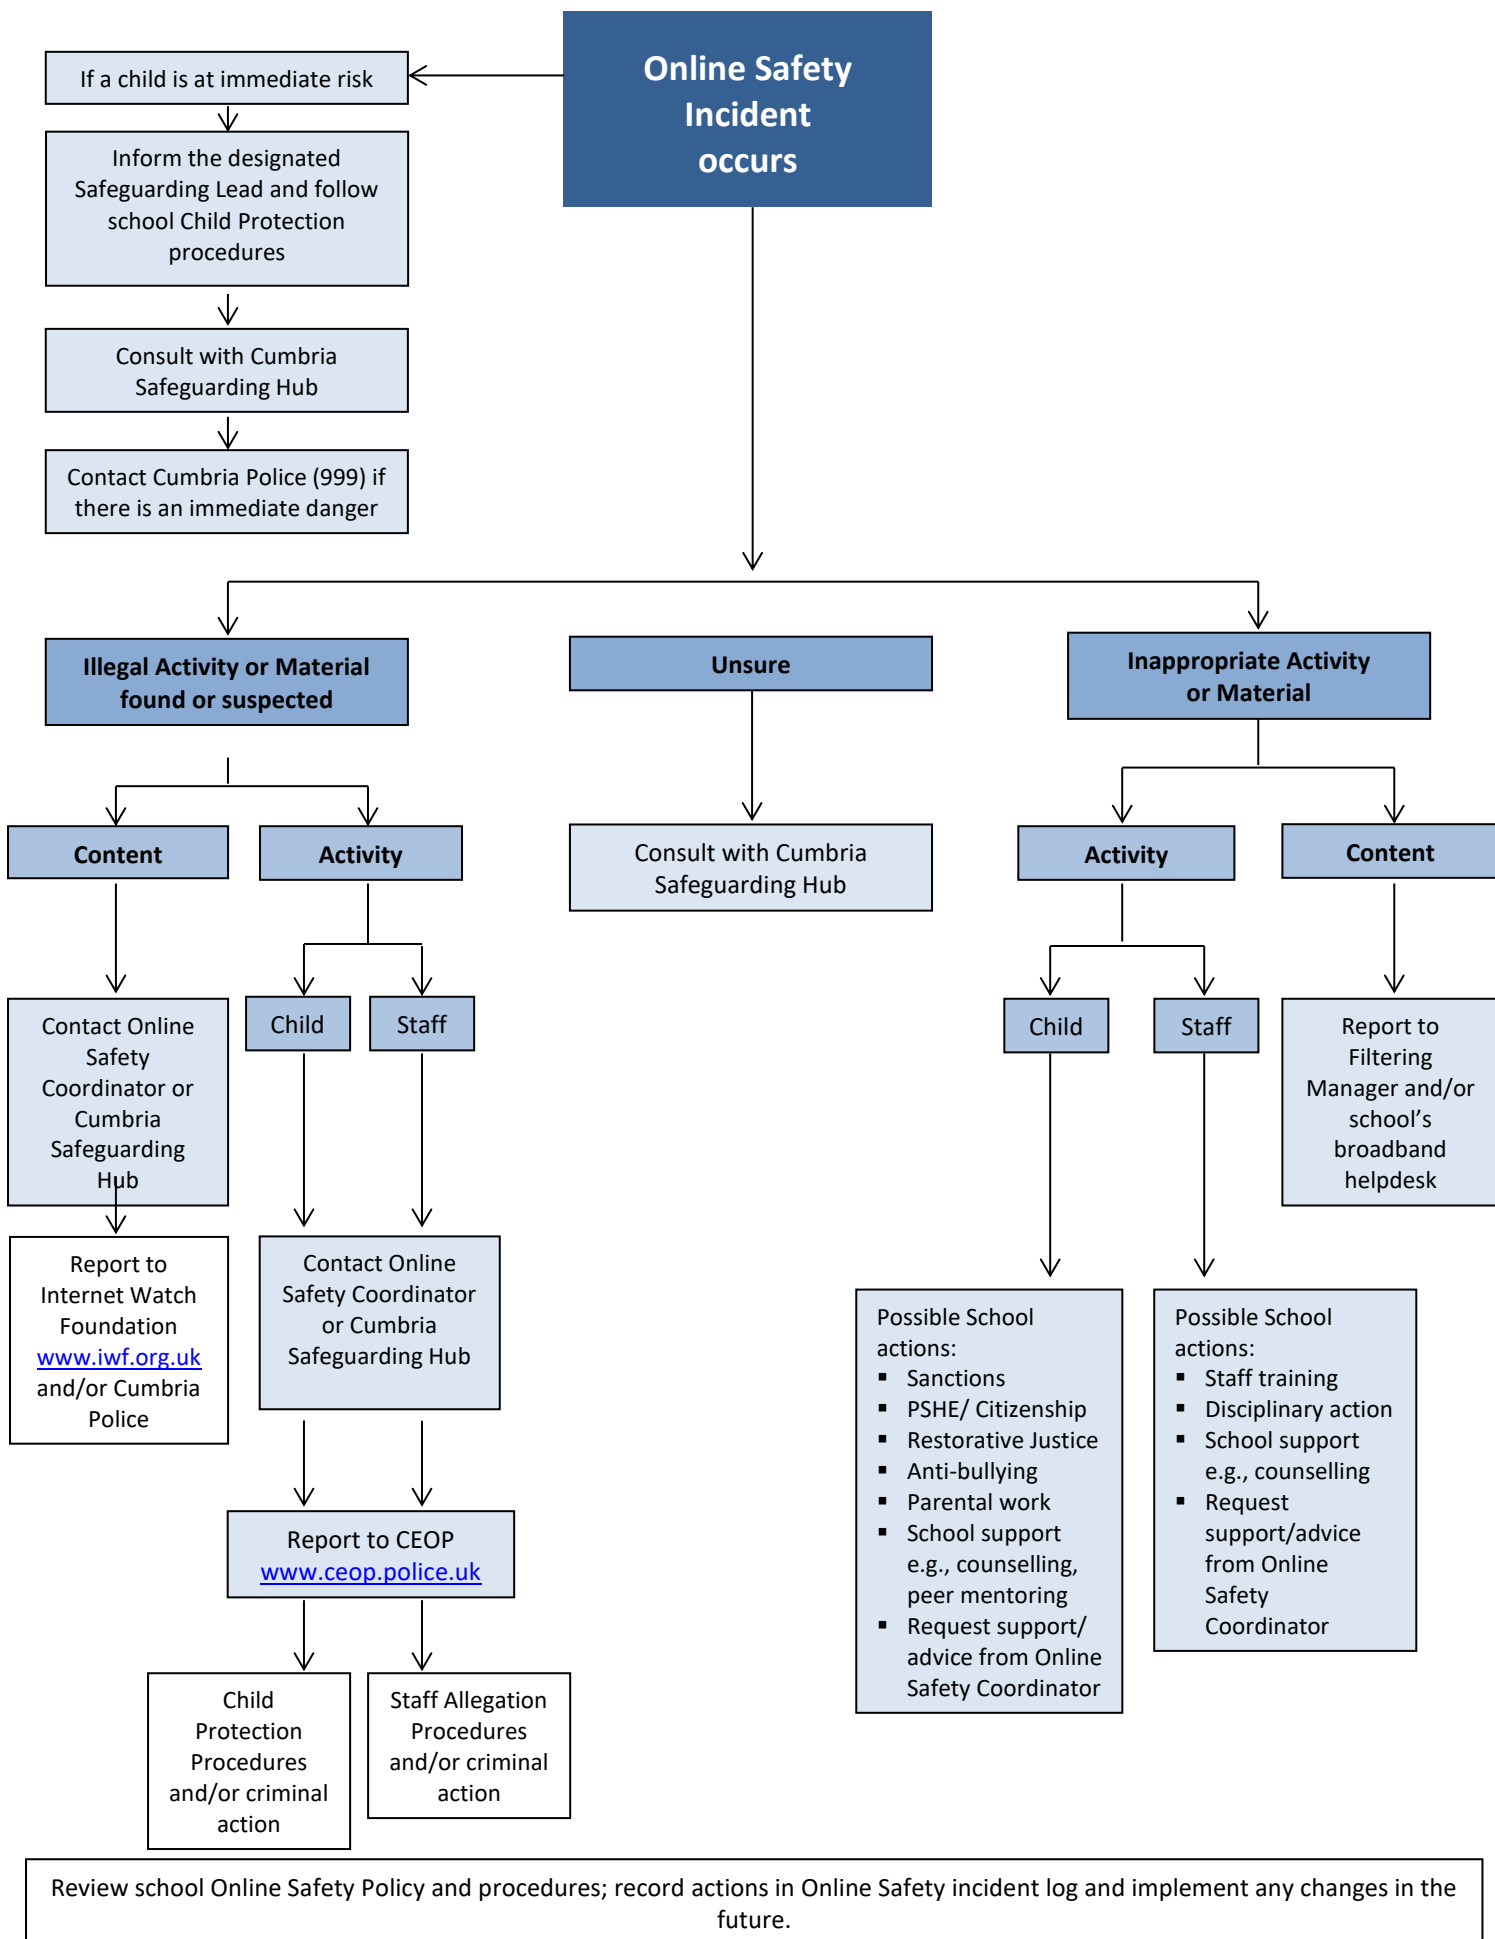 Online Safety
Incident
occurs
If a child is at immediate risk
Inform the designated
Safeguarding Lead and follow
school Child Protection
procedures
Consult with Cumbria
Safeguarding Hub
Contact Cumbria Police (999) if
there is an immediate danger
Illegal Activity or Material
found or suspected
Unsure
Inappropriate Activity
or Material
Content
Activity
Consult with Cumbria
Safeguarding Hub
Activity
Content
Contact Online
Safety
Coordinator or
Cumbria
Safeguarding
Hub
Child
Staff
Child
Staff
Report to
Filtering
Manager and/or
school’s
broadband
helpdesk
Report to
Internet Watch
Foundation
www.iwf.org.uk
and/or Cumbria
Police
Contact Online
Safety Coordinator
or Cumbria
Safeguarding Hub
Report to CEOP
www.ceop.police.uk
Child
Protection
Procedures
and/or criminal
action
Staff Allegation
Procedures
and/or criminal
action
Possible School
actions:
▪ Sanctions
▪ PSHE/ Citizenship
▪ Restorative Justice
▪ Anti-bullying
▪ Parental work
▪ School support
e.g., counselling,
peer mentoring
▪ Request support/
advice from Online
Safety Coordinator
Possible School
actions:
▪ Staff training
▪ Disciplinary action
▪ School support
e.g., counselling
▪ Request
support/advice
from Online
Safety
Coordinator
Review school Online Safety Policy and procedures; record actions in Online Safety incident log and implement any changes in the
future.